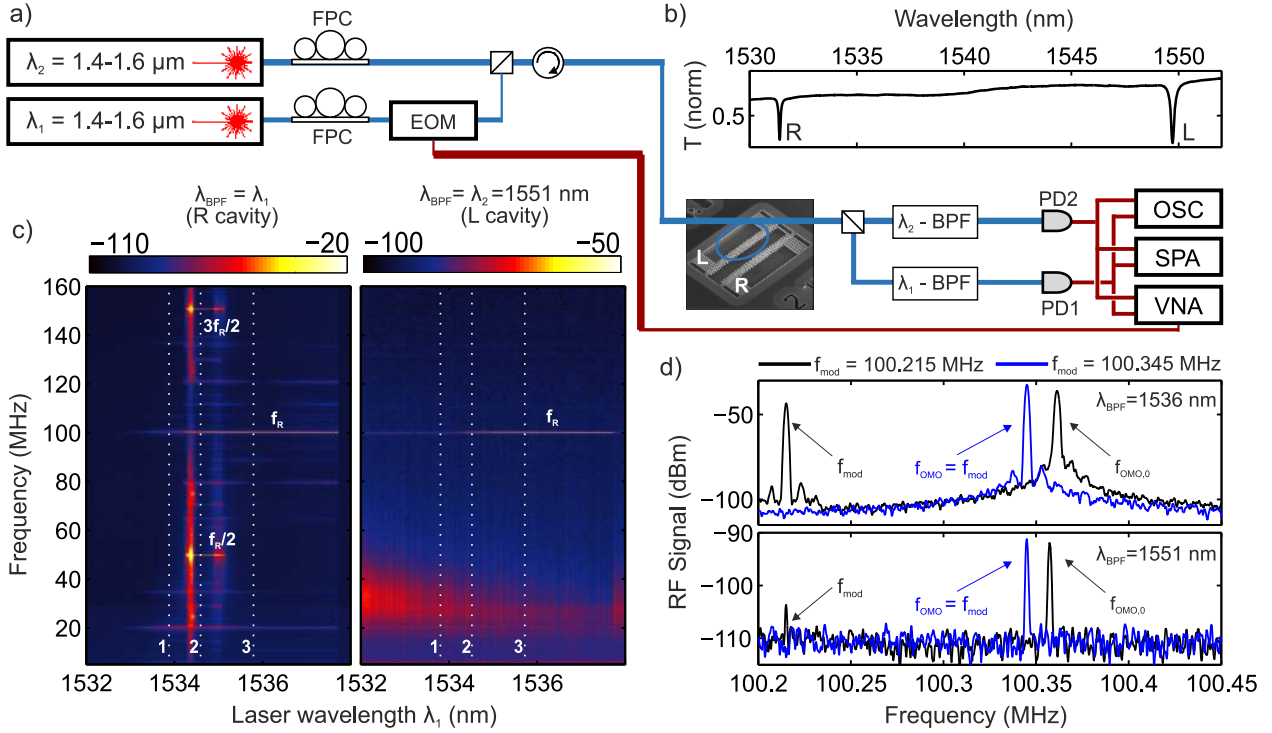 a)
FPC
λ2 = 1.4-1.6 µm
λ1 = 1.4-1.6 µm
FPC
EOM
b)
Wavelength (nm)
1531 1535 1540 1545 1550
T (norm)
0.5
R
L
λBPF = λ1
(R cavity)
λBPF= λ2=1551 nm
(L cavity)
c)
−110 −20
−100 −50
L
R
λ2 - BPF
λ1 - BPF
PD2
PD1
OSC
SPA
VNA
Frequency (MHz)
160
140
120
100
80
60
40
20
3fR/2
fR
fR/2
1 2 3
fR
1 2 3
1532 1534 1536
1532 1534 1536
Laser wavelength λ1 (nm)
d)
fmod = 100.215 MHz
fmod = 100.345 MHz
RF Signal (dBm)
−50
−100
λBPF=1536 nm
fmod
fOMO = fmod
fOMO,0
−90
−100
−110
λBPF=1551 nm
fmod
fOMO = fmod
fOMO,0
100.2 100.25 100.3 100.35 100.4 100.45
Frequency (MHz)